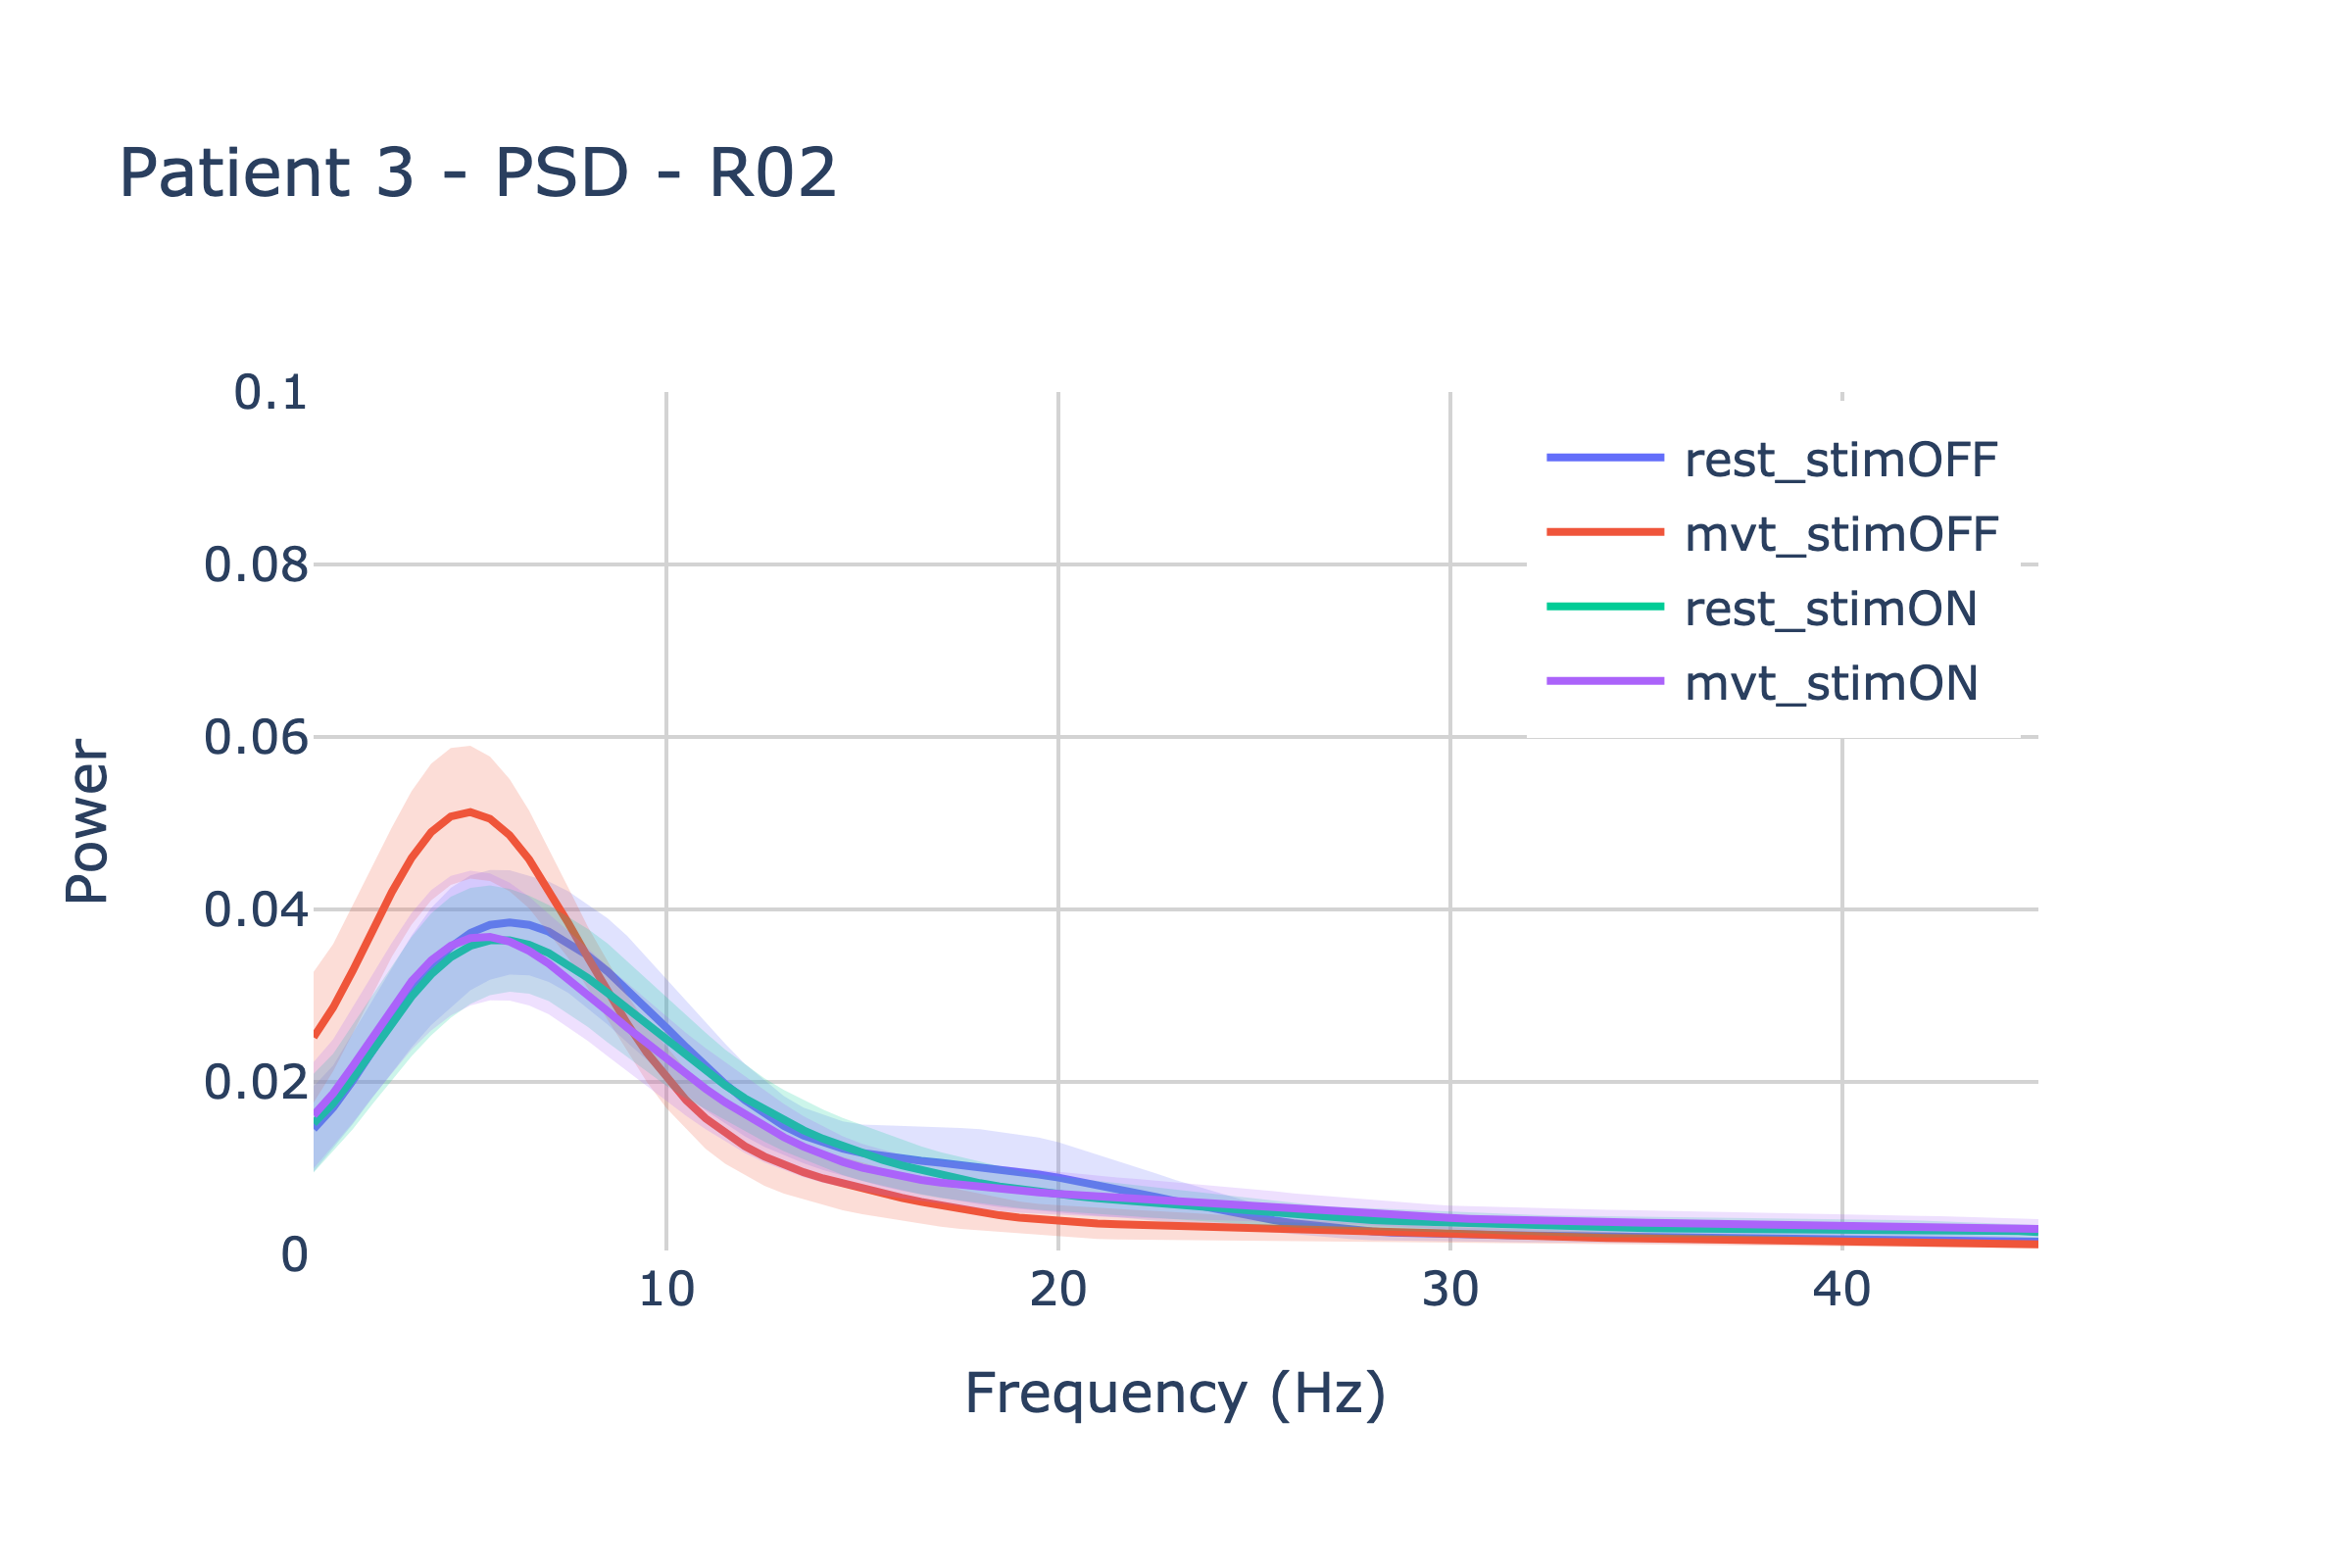 Patient 3 - PSD - R02
0.1
0.08
0.06
0.04
0.02
0
Power
rest_stimOFF
mvt_stimOFF
rest_stimON
mvt_stimON
10 20 30 40
Frequency (Hz)